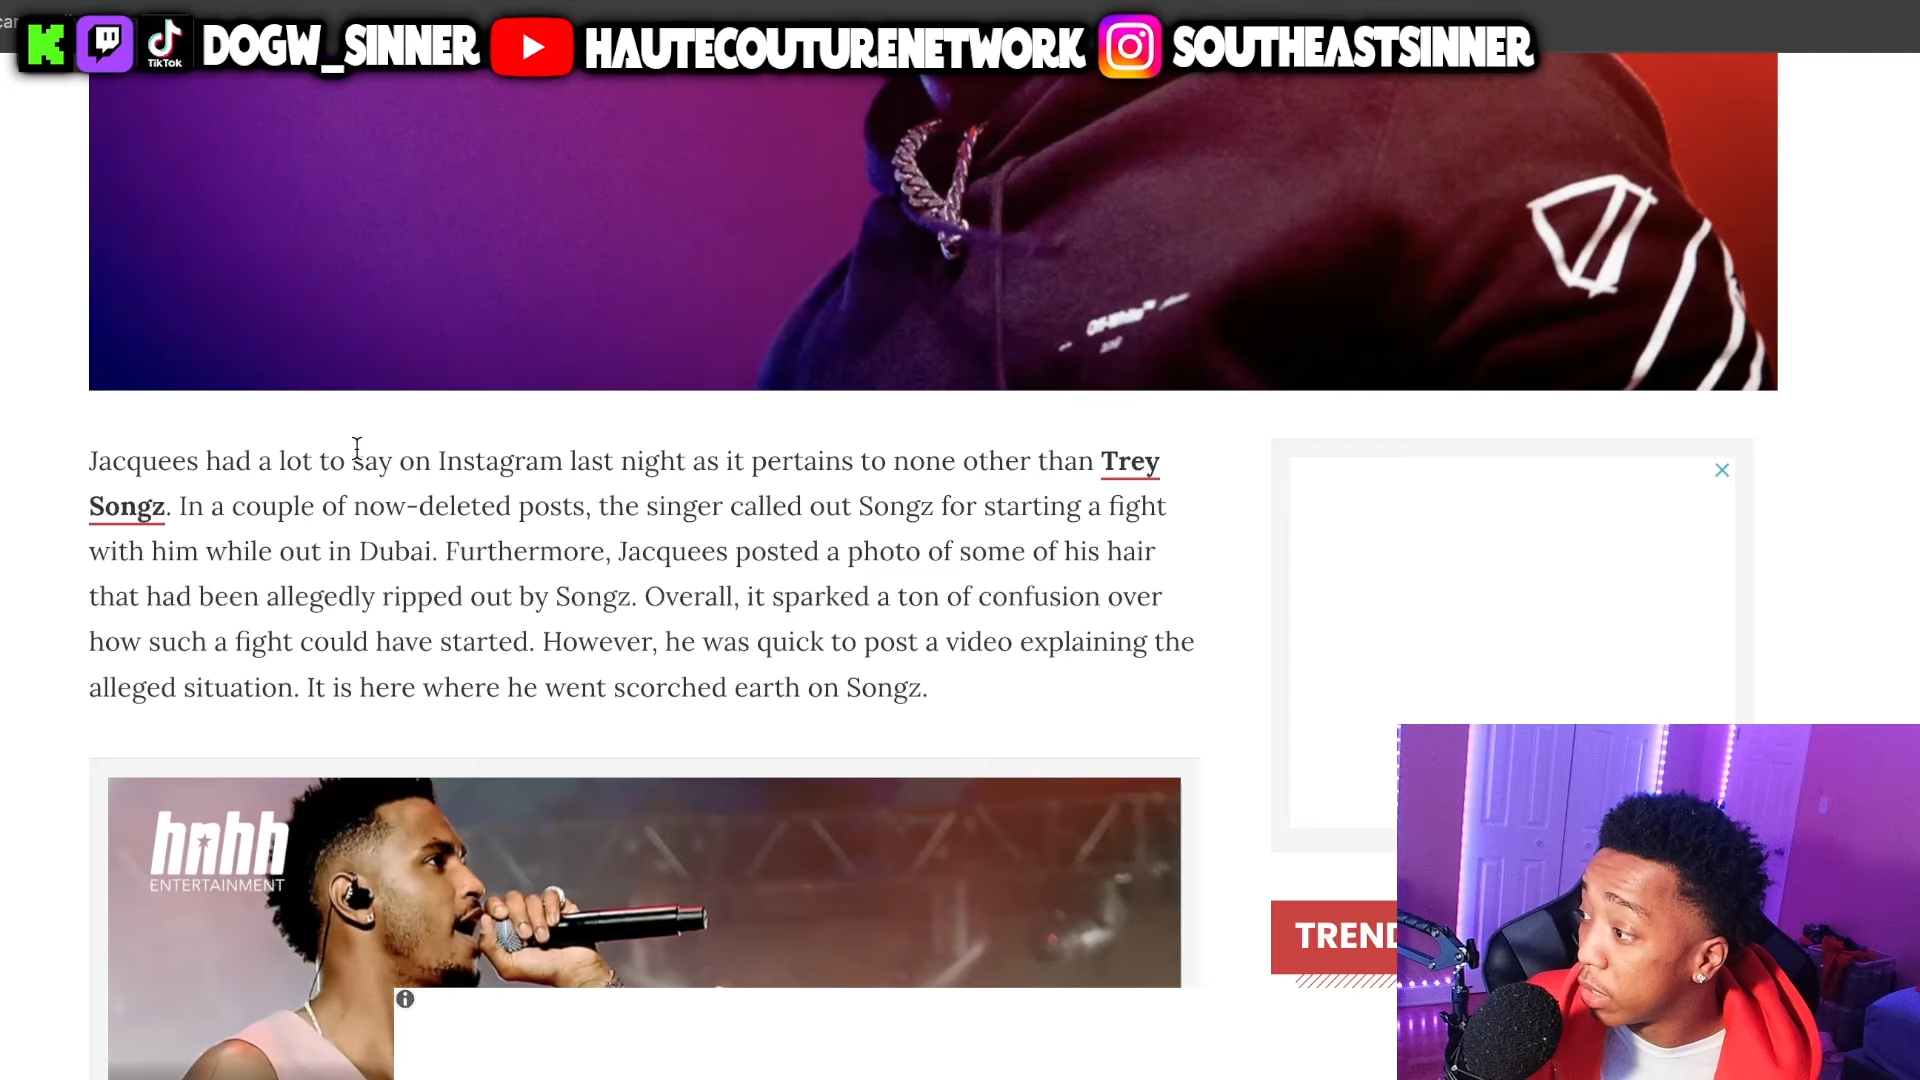 TikTok
DOGW_SINNER HAUTECOUTURENETWORK SOUTHEASTSINNER
Off-White™
Jacquees had a lot to say on Instagram last night as it pertains to none other than Trey
Songz. In a couple of now-deleted posts, the singer called out Songz for starting a fight
with him while out in Dubai. Furthermore, Jacquees posted a photo of some of his hair
that had been allegedly ripped out by Songz. Overall, it sparked a ton of confusion over
how such a fight could have started. However, he was quick to post a video explaining the
alleged situation. It is here where he went scorched earth on Songz.
hnhh
ENTERTAINMENT
TREND